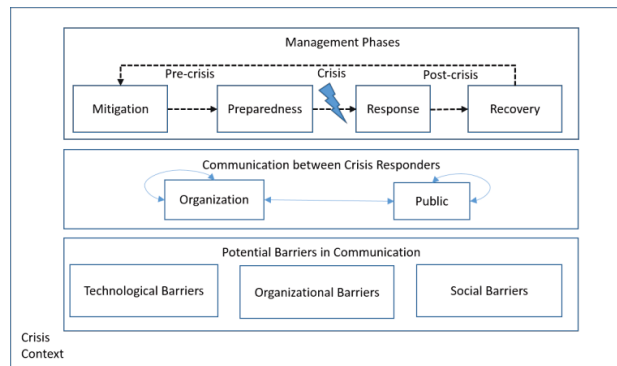 Management Phases
Pre-crisis
Crisis
Post-crisis
Mitigation
Preparedness
Response
Recovery
Communication between Crisis Responders
Organization
Public
Potential Barriers in Communication
Technological Barriers
Organizational Barriers
Social Barriers
Crisis
Context